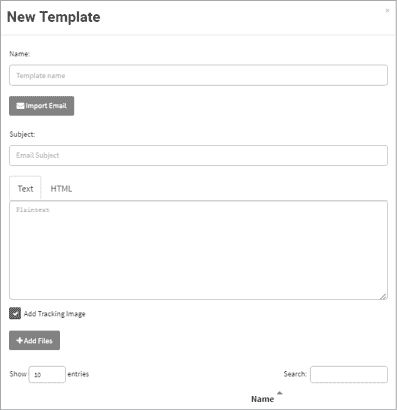 New Template
×
Name:
Template name
Import Email
Subject:
Email Subject
Text HTML
Plaintext
Add Tracking Image
+ Add Files
Show 10 entries Search:
Name